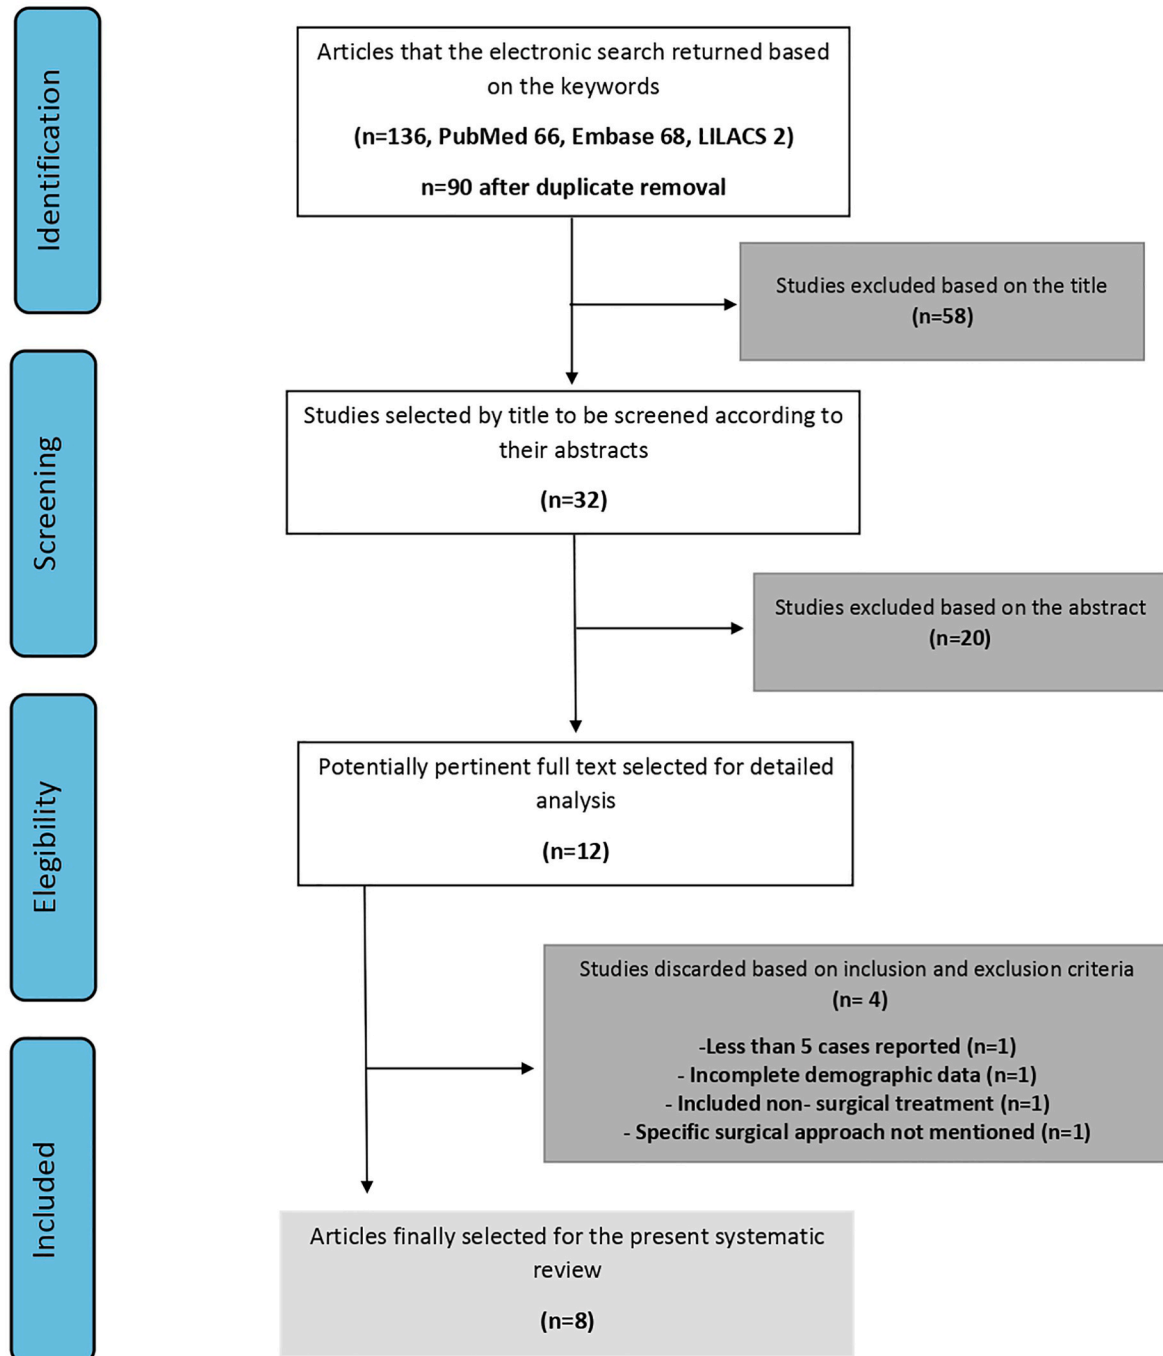 Identification
Articles that the electronic search returned based
on the keywords
(n=136, PubMed 66, Embase 68, LILACS 2)
n=90 after duplicate removal
Studies excluded based on the title
(n=58)
Screening
Studies selected by title to be screened according to
their abstracts
(n=32)
Studies excluded based on the abstract
(n=20)
Elegibility
Potentially pertinent full text selected for detailed
analysis
(n=12)
Studies discarded based on inclusion and exclusion criteria
(n= 4)
-Less than 5 cases reported (n=1)
- Incomplete demographic data (n=1)
- Included non- surgical treatment (n=1)
- Specific surgical approach not mentioned (n=1)
Included
Articles finally selected for the present systematic
review
(n=8)